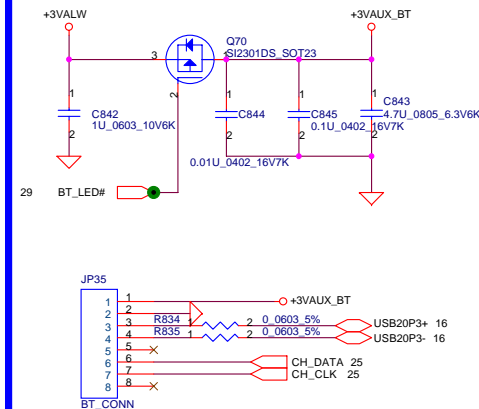 +3VALW
+3VAUX_BT
Q70
SI2301DS_SOT23
3
1
2
1
C842
1U_0603_10V6K
2
1
C844
2
0.01U_0402_16V7K
1
C845
0.1U_0402_16V7K
2
1
C843
4.7U_0805_6.3V6K
2
29 BT_LED#
JP35
1 1 +3VAUX_BT
2 2
3 3 R834 1 2 0_0603_5% USB20P3+ 16
4 4 R835 1 2 0_0603_5% USB20P3- 16
5 5
6 6 CH_DATA 25
7 7 CH_CLK 25
8 8
BT_CONN